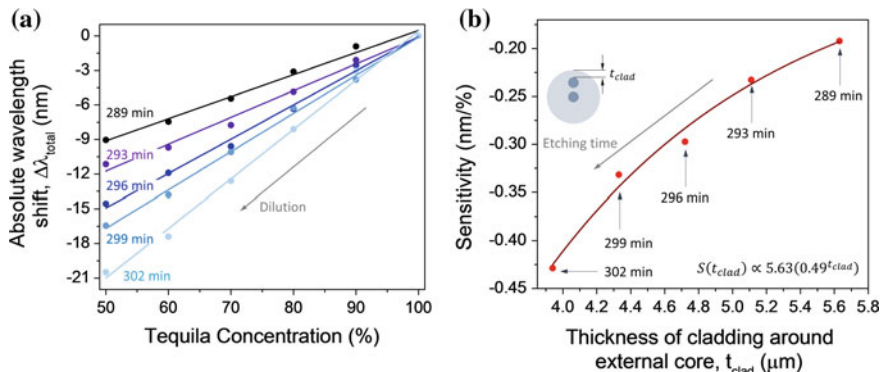 (a)
Absolute wavelength
shift, Δλtotal (nm)
0
-3
-6
-9
-12
-15
-18
-21
289 min
293 min
296 min
299 min
302 min
Dilution
50 60 70 80 90 100
Tequila Concentration (%)
(b)
Sensitivity (nm/%)
-0.20
-0.25
-0.30
-0.35
-0.40
-0.45
tclad
Etching time
289 min
293 min
296 min
299 min
302 min
S(tclad) ∝ 5.63(0.49^tclad)
4.0 4.2 4.4 4.6 4.8 5.0 5.2 5.4 5.6 5.8
Thickness of cladding around
external core, tclad (μm)